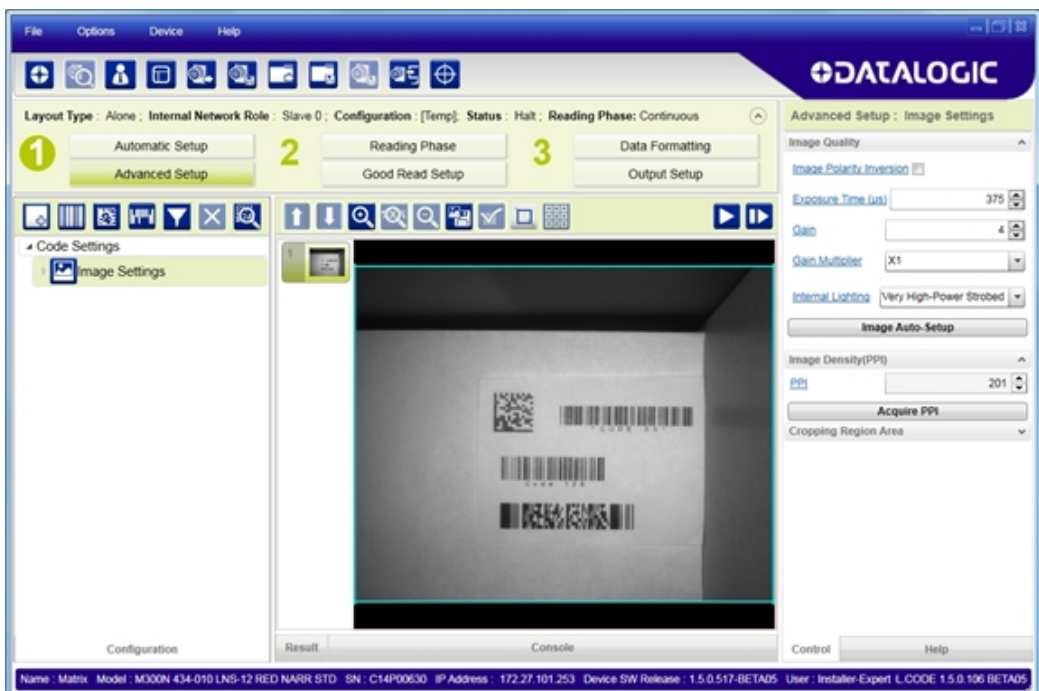 File Options Device Help
DATALOGIC
Layout Type : Alone ; Internal Network Role : Slave 0 ; Configuration : [Temp]; Status : Halt ; Reading Phase: Continuous
1 Automatic Setup 2 Reading Phase 3 Data Formatting
Advanced Setup Good Read Setup Output Setup
Advanced Setup : Image Settings
Image Quality
Image Polarity Inversion
Exposure Time (us) 375
Gain 4
Gain Multiplier X1
Internal Lighting Very High-Power Strobed
Image Auto-Setup
Image Density(PPI)
PPI 201
Acquire PPI
Cropping Region Area
Code Settings
Image Settings
1
"CODE 39"
Code 128
Configuration Result Console Control Help
Name : Matrix Model : M300N 434-010 LNS-12 RED NARR STD SN : C14P00630 IP Address : 172.27.101.253 Device SW Release : 1.5.0.517-BETA05 User : Installer-Expert L.CODE 1.5.0.106 BETA05